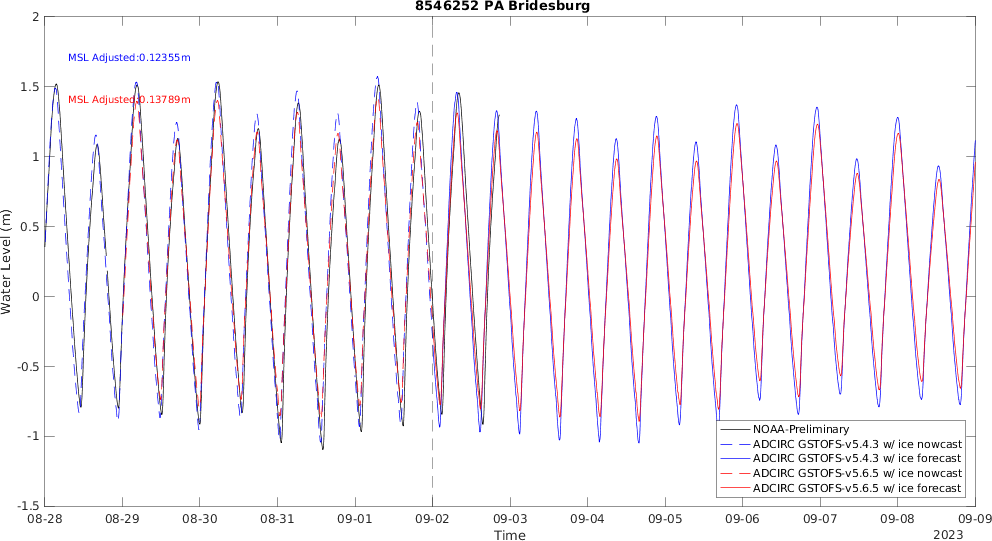 8546252 PA Bridesburg
2
MSL Adjusted:0.12355m
1.5
MSL Adjusted:0.13789m
1
0.5
Water Level (m)
0
-0.5
-1
NOAA-Preliminary
ADCIRC GSTOFS-v5.4.3 w/ ice nowcast
ADCIRC GSTOFS-v5.4.3 w/ ice forecast
ADCIRC GSTOFS-v5.6.5 w/ ice nowcast
ADCIRC GSTOFS-v5.6.5 w/ ice forecast
-1.5
08-28 08-29 08-30 08-31 09-01 09-02 09-03 09-04 09-05 09-06 09-07 09-08 09-09
Time
2023